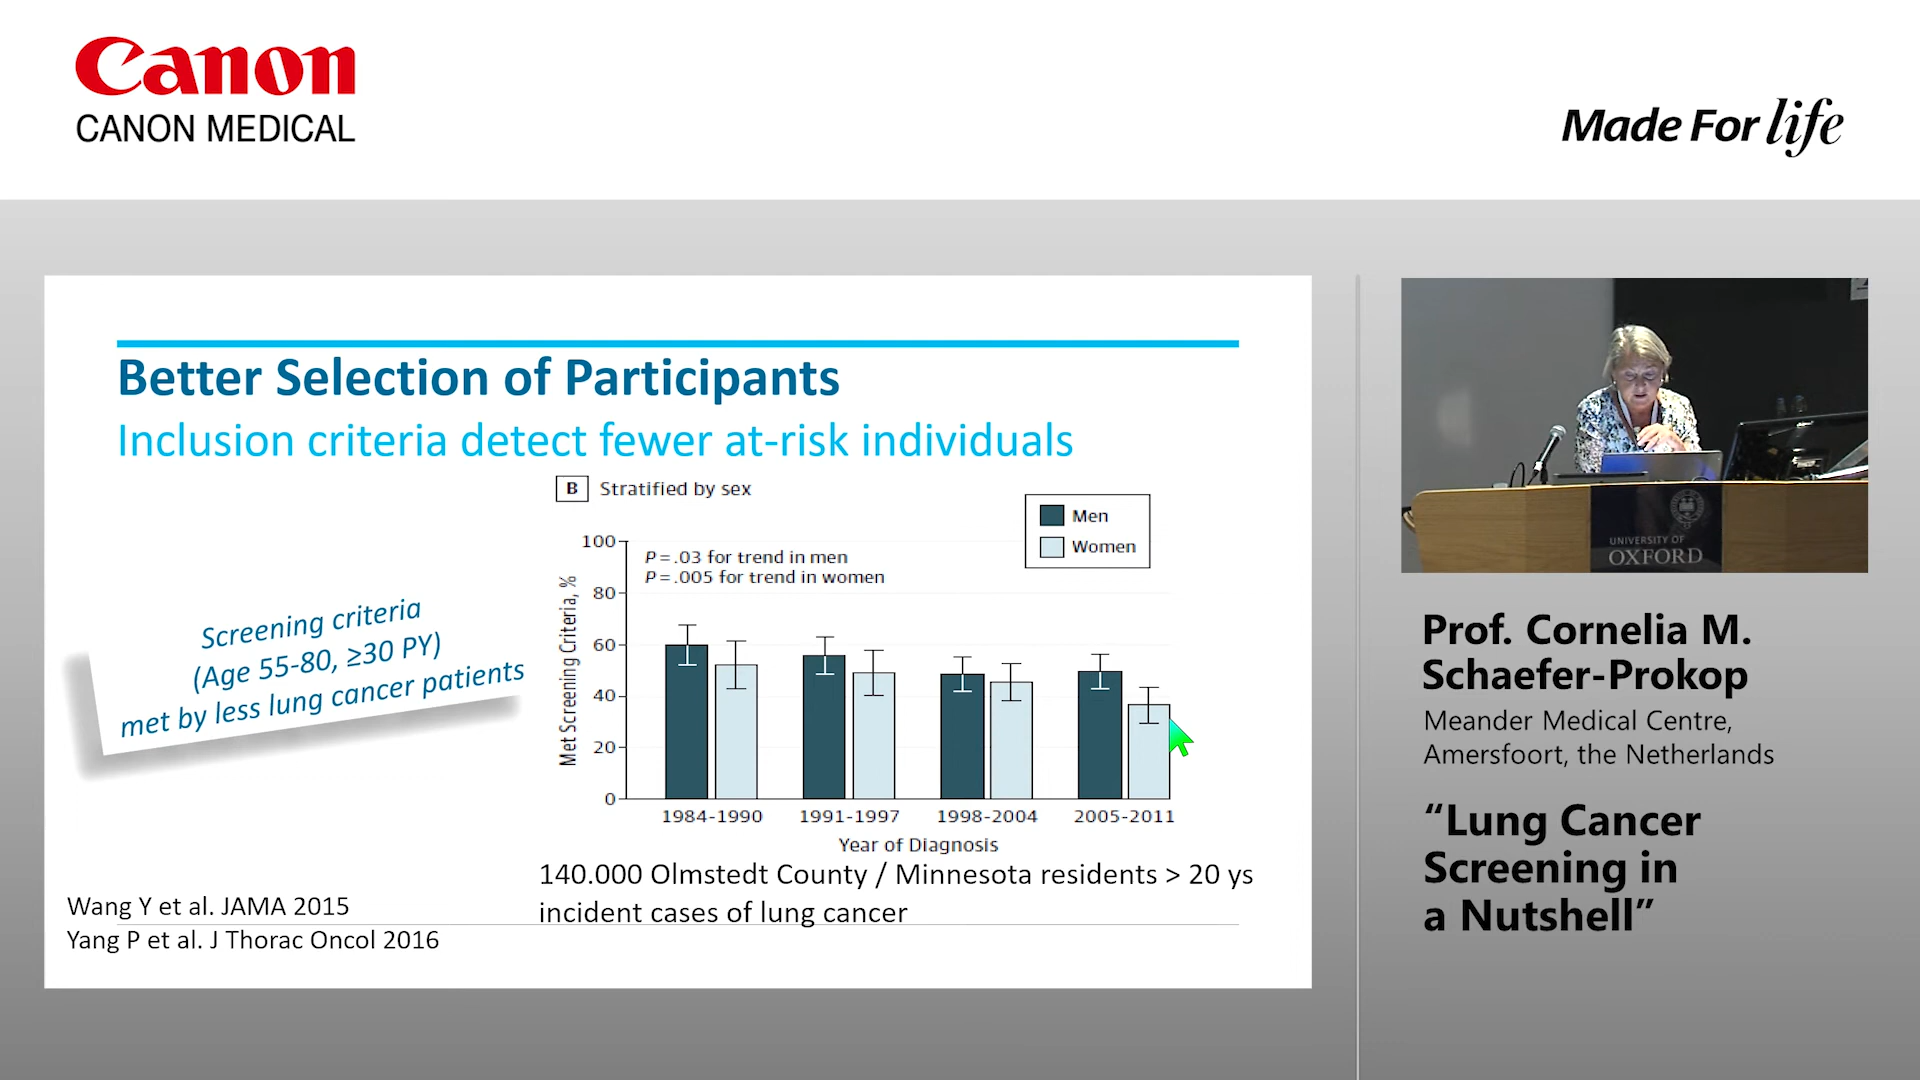 Canon
CANON MEDICAL
Made For life
Better Selection of Participants
Inclusion criteria detect fewer at-risk individuals
B Stratified by sex
Men
Women
P = .03 for trend in men
P = .005 for trend in women
Met Screening Criteria, %
100
80
60
40
20
0
1984-1990 1991-1997 1998-2004 2005-2011
Year of Diagnosis
Screening criteria
(Age 55-80, ≥30 PY)
met by less lung cancer patients
140.000 Olmstedt County / Minnesota residents > 20 ys
incident cases of lung cancer
Wang Y et al. JAMA 2015
Yang P et al. J Thorac Oncol 2016
UNIVERSITY OF
OXFORD
Prof. Cornelia M.
Schaefer-Prokop
Meander Medical Centre,
Amersfoort, the Netherlands
“Lung Cancer
Screening in
a Nutshell”